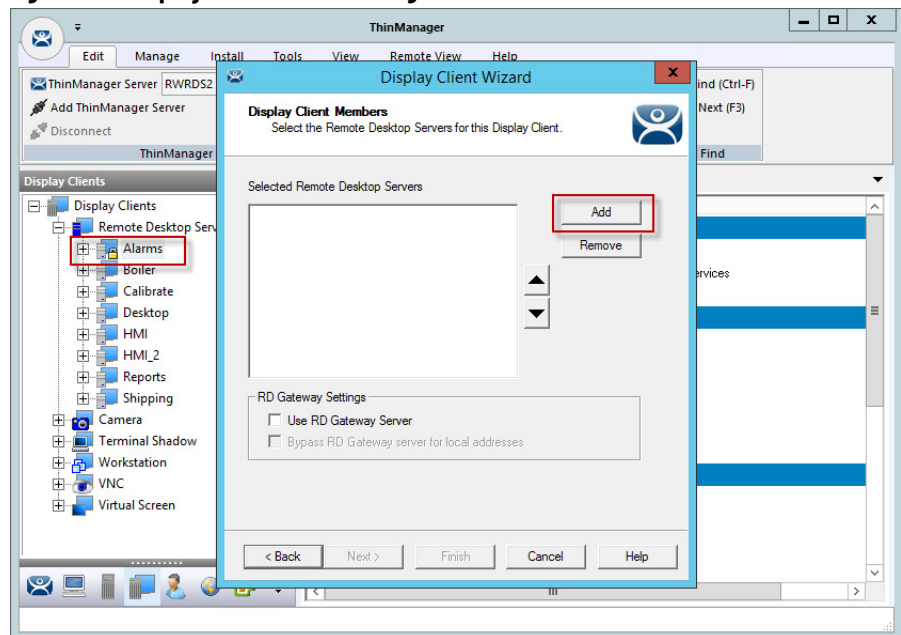 ThinManager
Edit Manage Install Tools View Remote View Help
ThinManager Server RWRDS2
Add ThinManager Server
Disconnect
ThinManager
ind (Ctrl-F)
Next (F3)
Find
Display Clients
Display Clients
Remote Desktop Serv
Alarms
Boiler
Calibrate
Desktop
HMI
HMI_2
Reports
Shipping
Camera
Terminal Shadow
Workstation
VNC
Virtual Screen
Display Client Wizard
Display Client Members
Select the Remote Desktop Servers for this Display Client.
Selected Remote Desktop Servers
Add
Remove
RD Gateway Settings
Use RD Gateway Server
Bypass RD Gateway server for local addresses
< Back Next > Finish Cancel Help
ervices